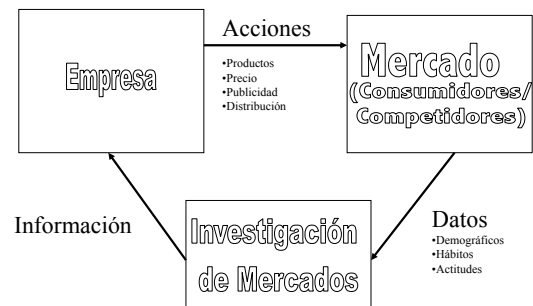 Acciones
Empresa
•Productos
•Precio
•Publicidad
•Distribución
Mercado
(Consumidores/
Competidores)
Información
Investigación
de Mercados
Datos
•Demográficos
•Hábitos
•Actitudes